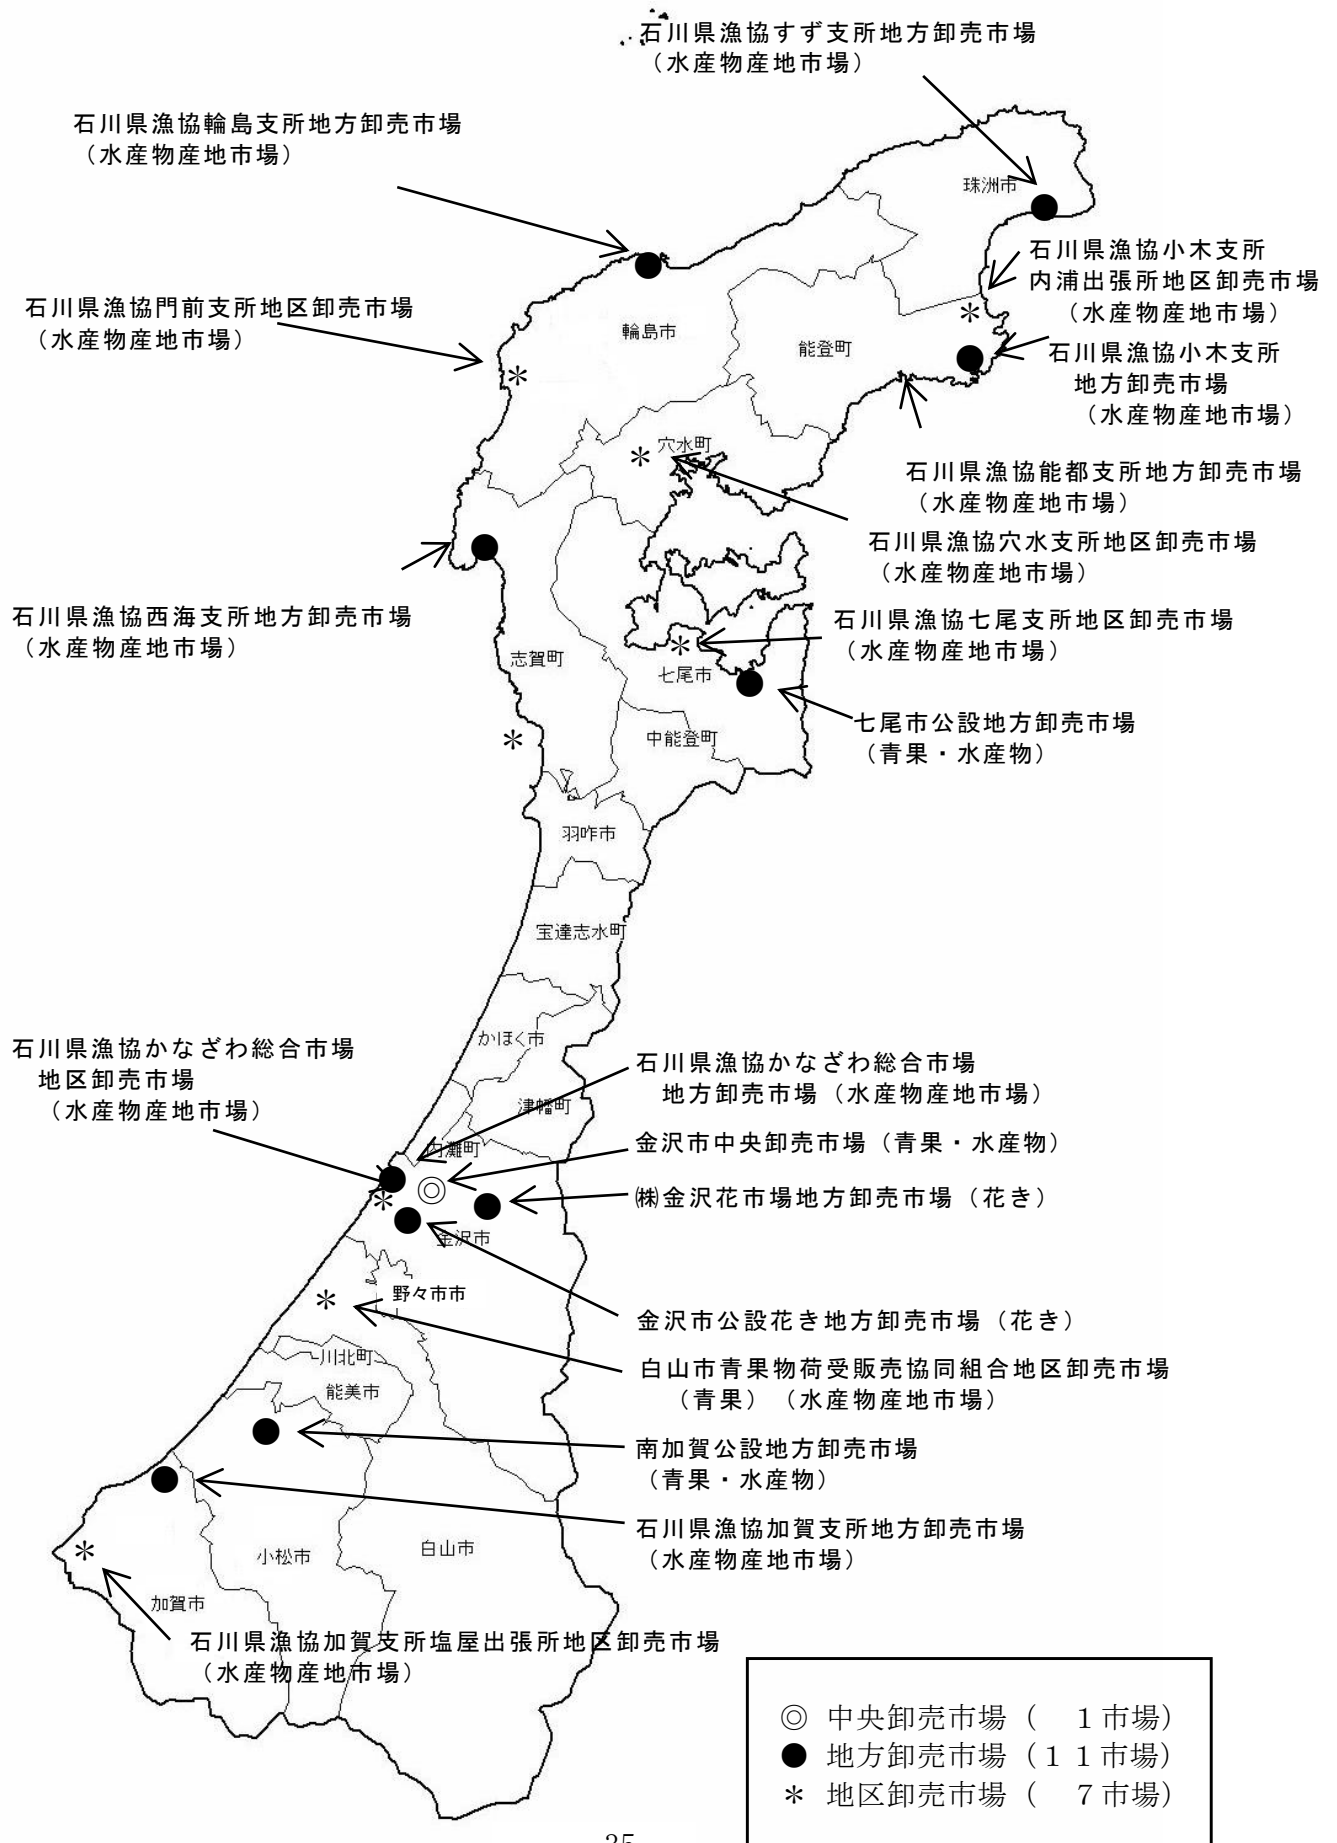 石川県漁協すず支所地方卸売市場
（水産物産地市場）
石川県漁協輪島支所地方卸売市場
（水産物産地市場）
珠洲市
石川県漁協小木支所
内浦出張所地区卸売市場
（水産物産地市場）
石川県漁協門前支所地区卸売市場
（水産物産地市場）
輪島市
能登町
石川県漁協小木支所
地方卸売市場
（水産物産地市場）
穴水町
石川県漁協能都支所地方卸売市場
（水産物産地市場）
石川県漁協穴水支所地区卸売市場
（水産物産地市場）
石川県漁協西海支所地方卸売市場
（水産物産地市場）
石川県漁協七尾支所地区卸売市場
（水産物産地市場）
志賀町
七尾市
七尾市公設地方卸売市場
（青果・水産物）
中能登町
羽咋市
宝達志水町
かほく市
石川県漁協かなざわ総合市場
地区卸売市場
（水産物産地市場）
石川県漁協かなざわ総合市場
地方卸売市場（水産物産地市場）
津幡町
内灘町
金沢市中央卸売市場（青果・水産物）
㈱金沢花市場地方卸売市場（花き）
金沢市
野々市市
金沢市公設花き地方卸売市場（花き）
川北町
白山市青果物荷受販売協同組合地区卸売市場
（青果）（水産物産地市場）
能美市
南加賀公設地方卸売市場
（青果・水産物）
石川県漁協加賀支所地方卸売市場
（水産物産地市場）
小松市
白山市
加賀市
石川県漁協加賀支所塩屋出張所地区卸売市場
（水産物産地市場）
◎ 中央卸売市場（　１市場）
● 地方卸売市場（１１市場）
＊ 地区卸売市場（　７市場）